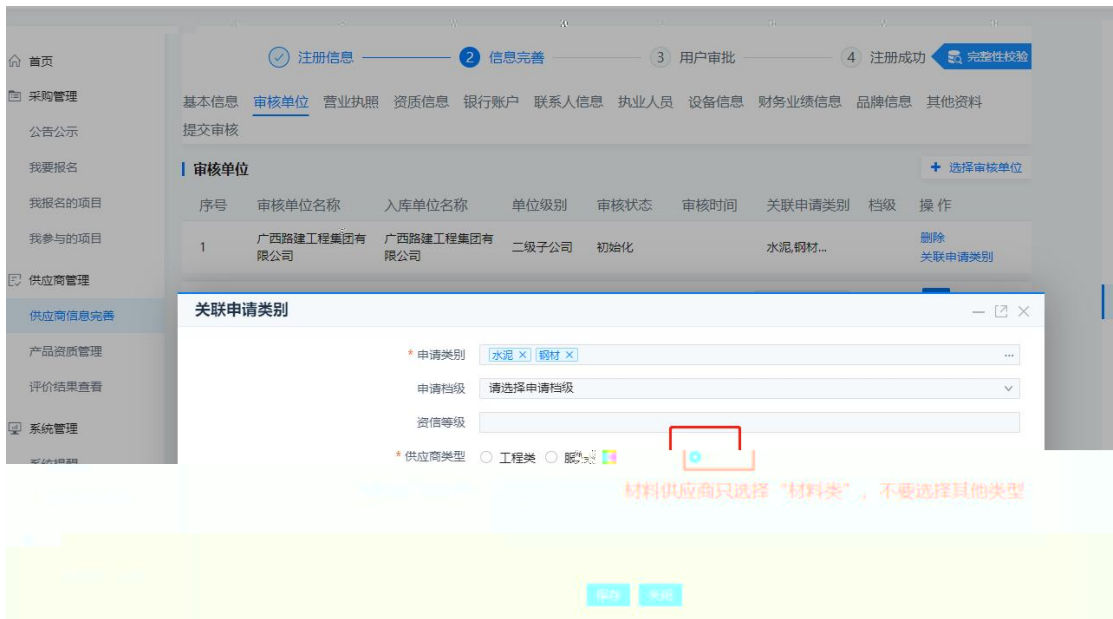 首页
采购管理
公告公示
我要报名
我报名的项目
我参与的项目
供应商管理
供应商信息完善
产品资质管理
评价结果查看
系统管理
注册信息 2 信息完善 3 用户审批 4 注册成功 完整性校验
基本信息 审核单位 营业执照 资质信息 银行账户 联系人信息 执业人员 设备信息 财务业绩信息 品牌信息 其他资料
提交审核
审核单位 + 选择审核单位
序号 审核单位名称 入库单位名称 单位级别 审核状态 审核时间 关联申请类别 档级 操作
1 广西路建工程集团有限公司 广西路建工程集团有限公司 二级子公司 初始化 水泥,钢材... 删除
关联申请类别
关联申请类别
* 申请类别 水泥 × 钢材 × ...
申请档级 请选择申请档级
资信等级
* 供应商类型 工程类
材料供应商只选择“材料类”，不要选择其他类型